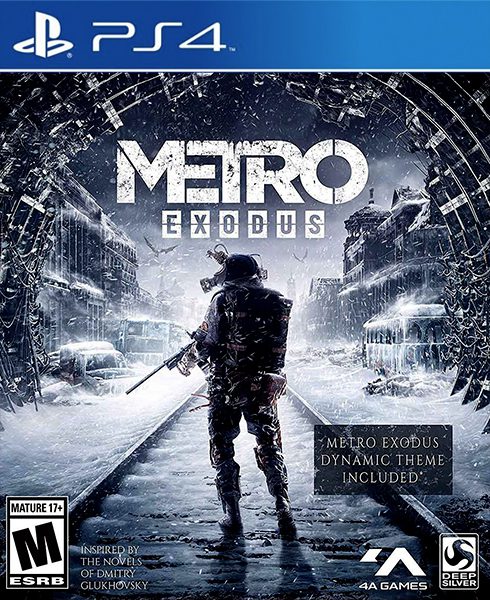 PS4
METRO
EXODUS
METRO EXODUS
DYNAMIC THEME
INCLUDED*
MATURE 17+
M
ESRB
INSPIRED BY
THE NOVELS
OF DMITRY
GLUKHOVSKY
4A GAMES
DEEP
SILVER